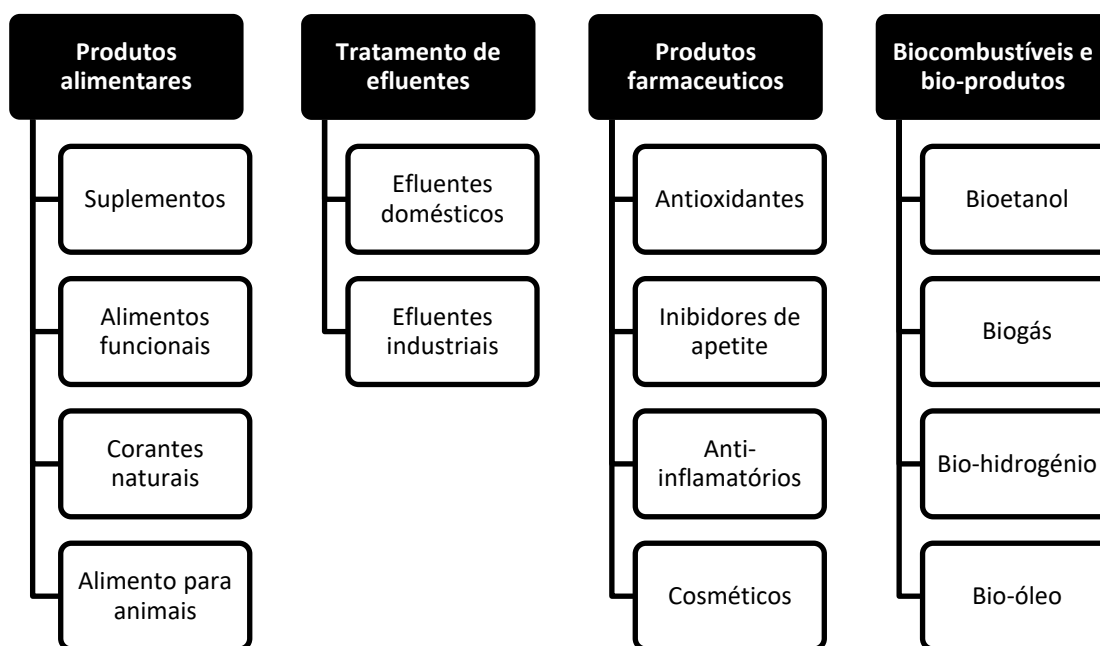 Produtos
alimentares
Suplementos
Alimentos
funcionais
Corantes
naturais
Alimento para
animais
Tratamento de
efluentes
Efluentes
domésticos
Efluentes
industriais
Produtos
farmaceuticos
Antioxidantes
Inibidores de
apetite
Anti-
inflamatórios
Cosméticos
Biocombustíveis e
bio-produtos
Bioetanol
Biogás
Bio-hidrogénio
Bio-óleo